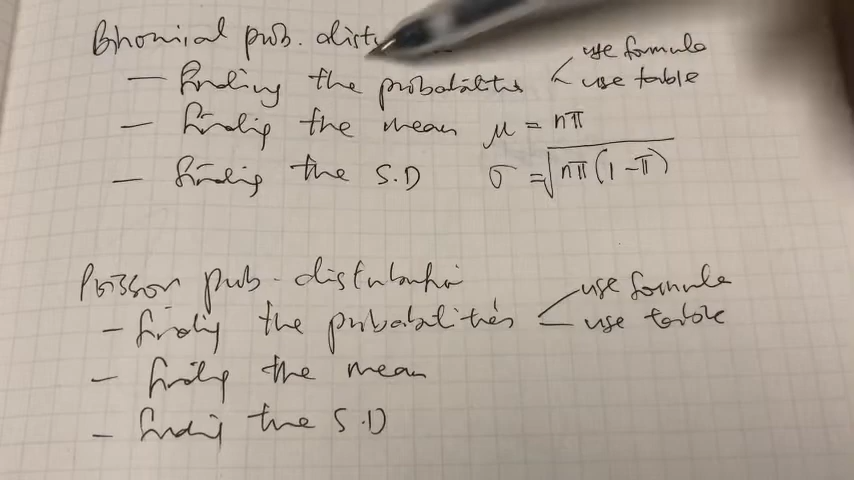 Binomial prob. distu
— finding the probabilities < use formula
use table
— finding the mean μ = nπ
— finding the S.D σ = √nπ(1-π)
Poisson prob. distribution
- finding the probabilities < use formula
use table
- finding the mean
- finding the S.D